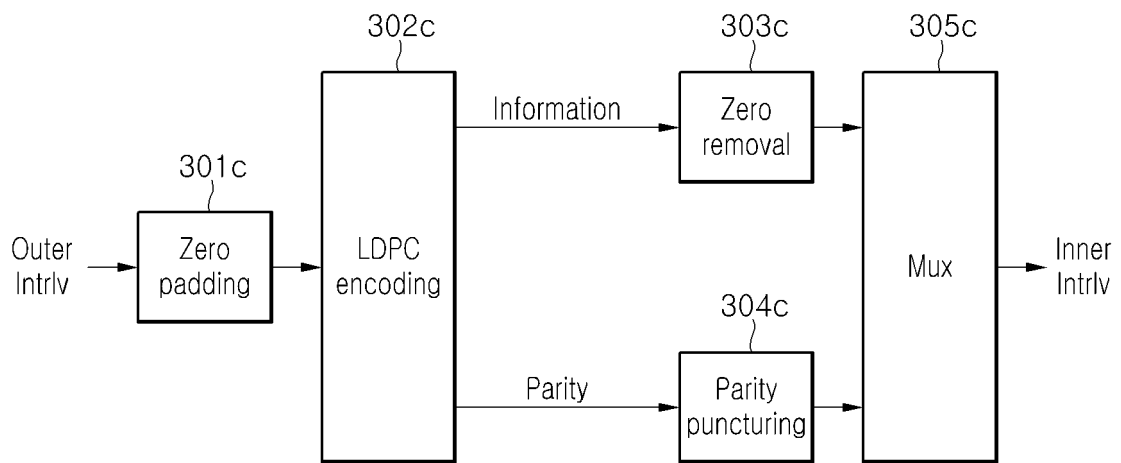 302c
303c
305c
Information
Zero
removal
301c
Outer
Intrlv
Zero
padding
LDPC
encoding
Mux
Inner
Intrlv
304c
Parity
Parity
puncturing